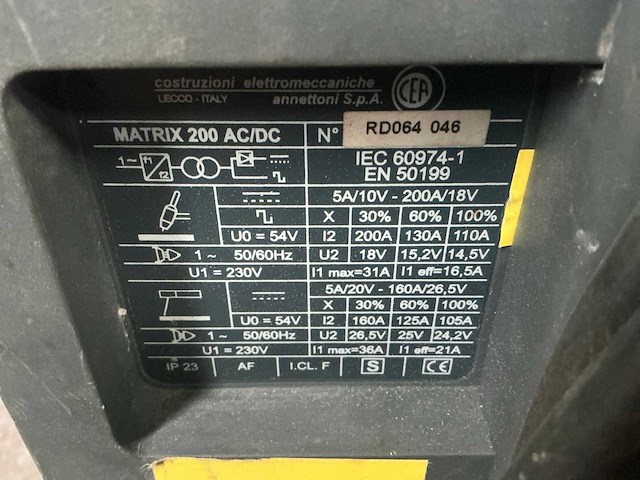 costruzioni elettromeccaniche
LECCO - ITALY annettoni S.p.A. CEA
MATRIX 200 AC/DC N° RD064 046
1~ f1 f2 IEC 60974-1
EN 50199
5A/10V - 200A/18V
X 30% 60% 100%
U0 = 54V I2 200A 130A 110A
1~ 50/60Hz U2 18V 15,2V 14,5V
U1 = 230V I1 max=31A I1 eff=16,5A
5A/20V - 160A/26,5V
X 30% 60% 100%
U0 = 54V I2 160A 125A 105A
1~ 50/60Hz U2 26,5V 25V 24,2V
U1 = 230V I1 max=36A I1 eff=21A
IP 23 AF I.CL. F S CE